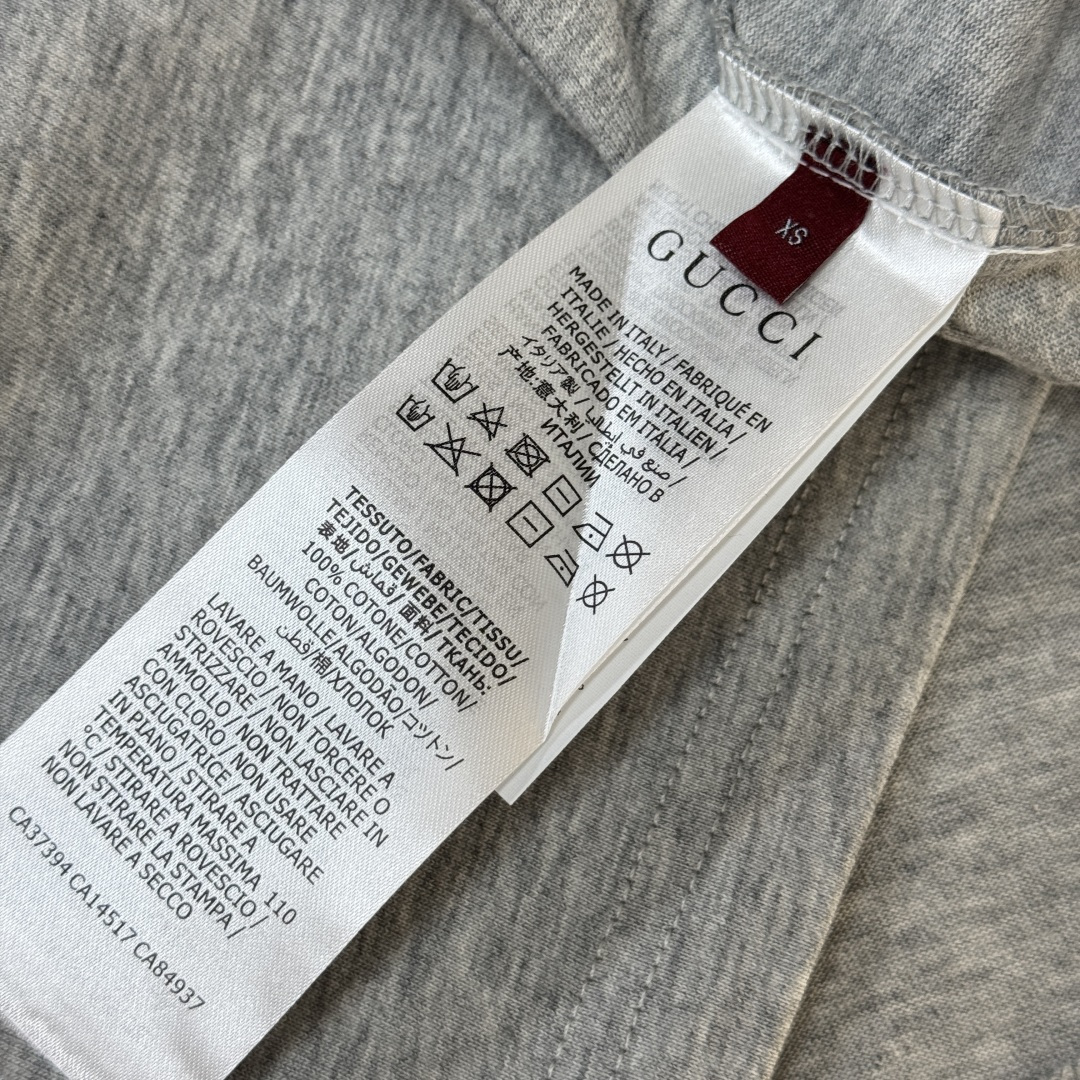 XS
GUCCI
MADE IN ITALY / FABRIQUÉ EN
ITALIE / HECHO EN ITALIA /
HERGESTELLT IN ITALIEN /
FABRICADO EM ITÁLIA /
イタリア製 / صنع في إيطاليا /
产地:意大利 / СДЕЛАНО В
ИТАЛИИ
TESSUTO/FABRIC/TISSU/
TEJIDO/GEWEBE/TECIDO/
表地/قماش/面料/ТКАНЬ:
100% COTONE/COTTON/
COTON/ALGODON/
BAUMWOLLE/ALGODÃO/コットン/
قطن/棉/ХЛОПОК
LAVARE A MANO / LAVARE A
ROVESCIO / NON TORCERE O
STRIZZARE / NON LASCIARE IN
AMMOLLO / NON TRATTARE
CON CLORO / NON USARE
ASCIUGATRICE / ASCIUGARE
IN PIANO / STIRARE A
TEMPERATURA MASSIMA 110
°C / STIRARE A ROVESCIO /
NON STIRARE LA STAMPA /
NON LAVARE A SECCO
CA37394 CA14517 CA84937